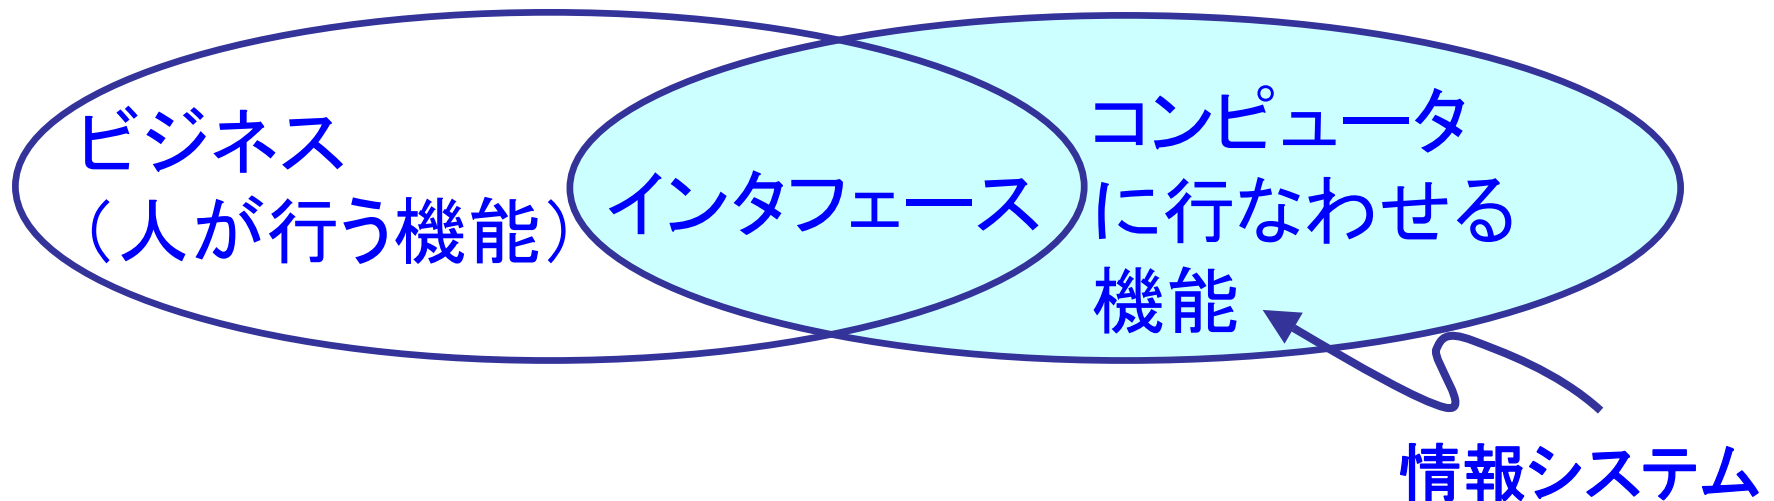 ビジネス
（人が行う機能）
インタフェース
コンピュータ
に行なわせる
機能
情報システム